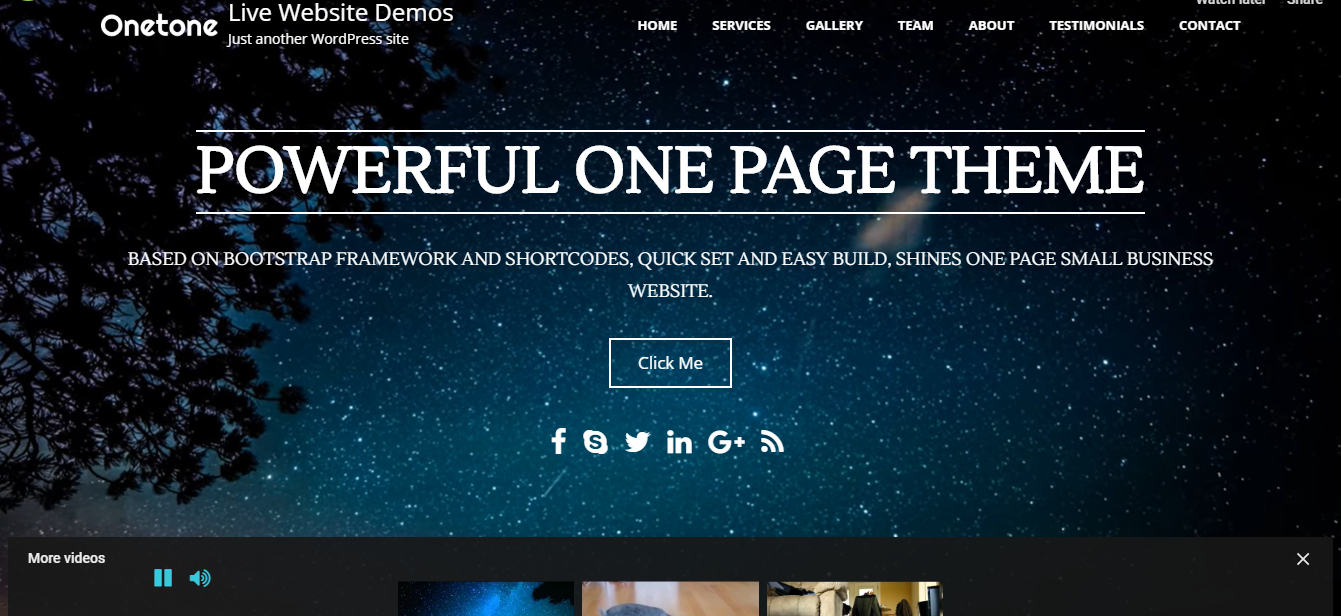 Watch later Share
Onetone
Live Website Demos
Just another WordPress site
HOME SERVICES GALLERY TEAM ABOUT TESTIMONIALS CONTACT
POWERFUL ONE PAGE THEME
BASED ON BOOTSTRAP FRAMEWORK AND SHORTCODES, QUICK SET AND EASY BUILD, SHINES ONE PAGE SMALL BUSINESS
WEBSITE.
Click Me
More videos